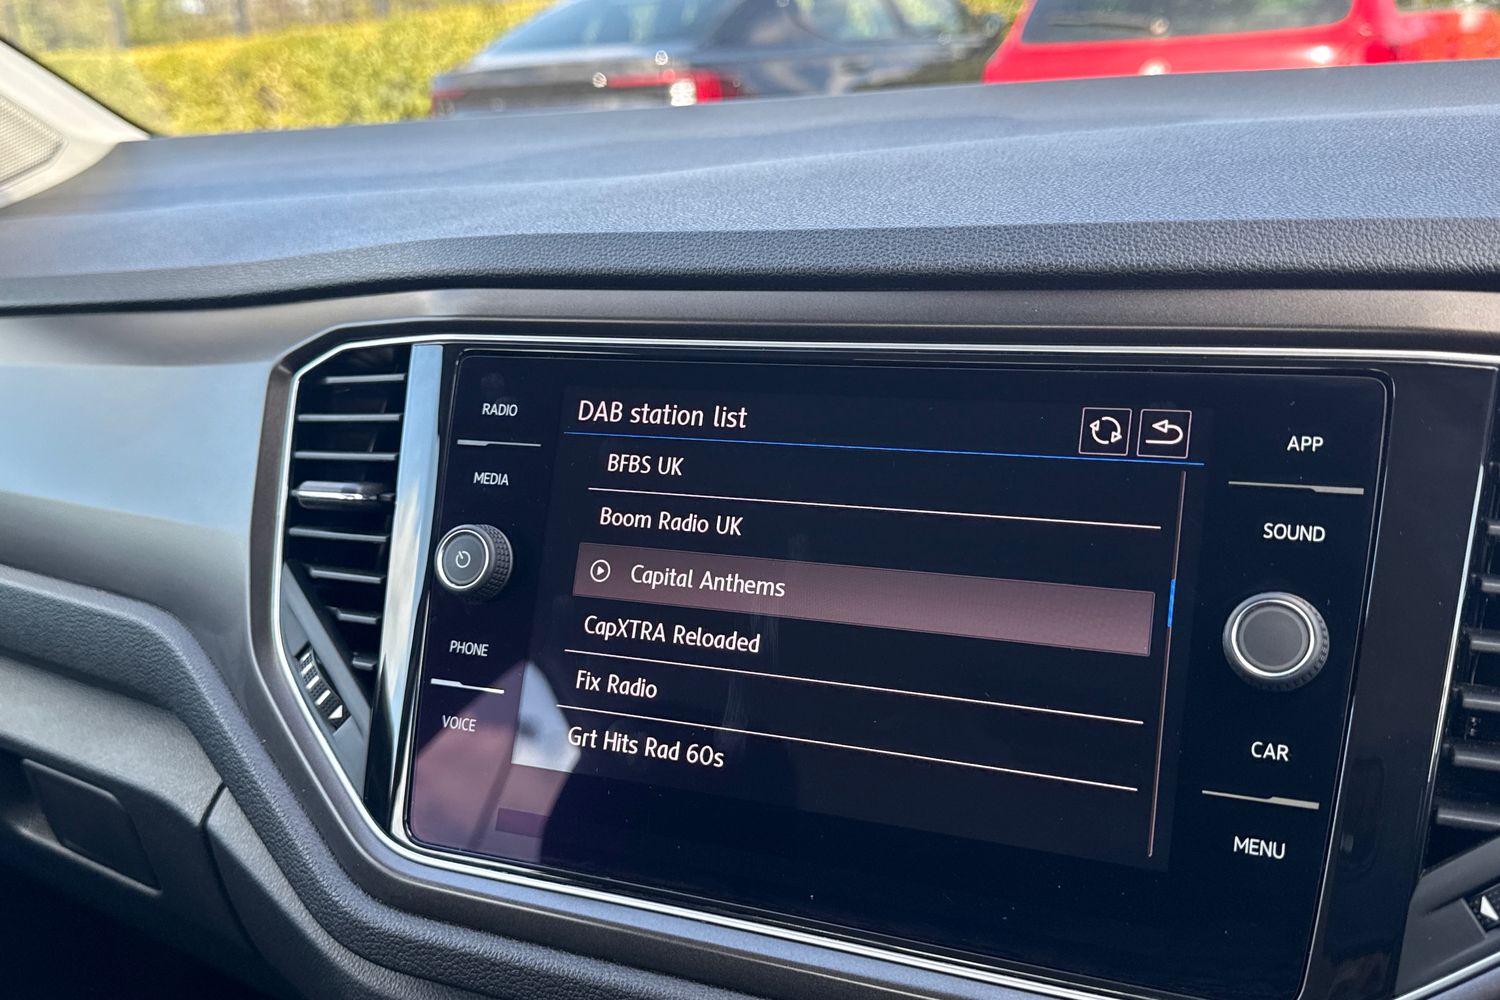 RADIO
MEDIA
PHONE
VOICE
DAB station list
BFBS UK
Boom Radio UK
Capital Anthems
CapXTRA Reloaded
Fix Radio
Grt Hits Rad 60s
APP
SOUND
CAR
MENU